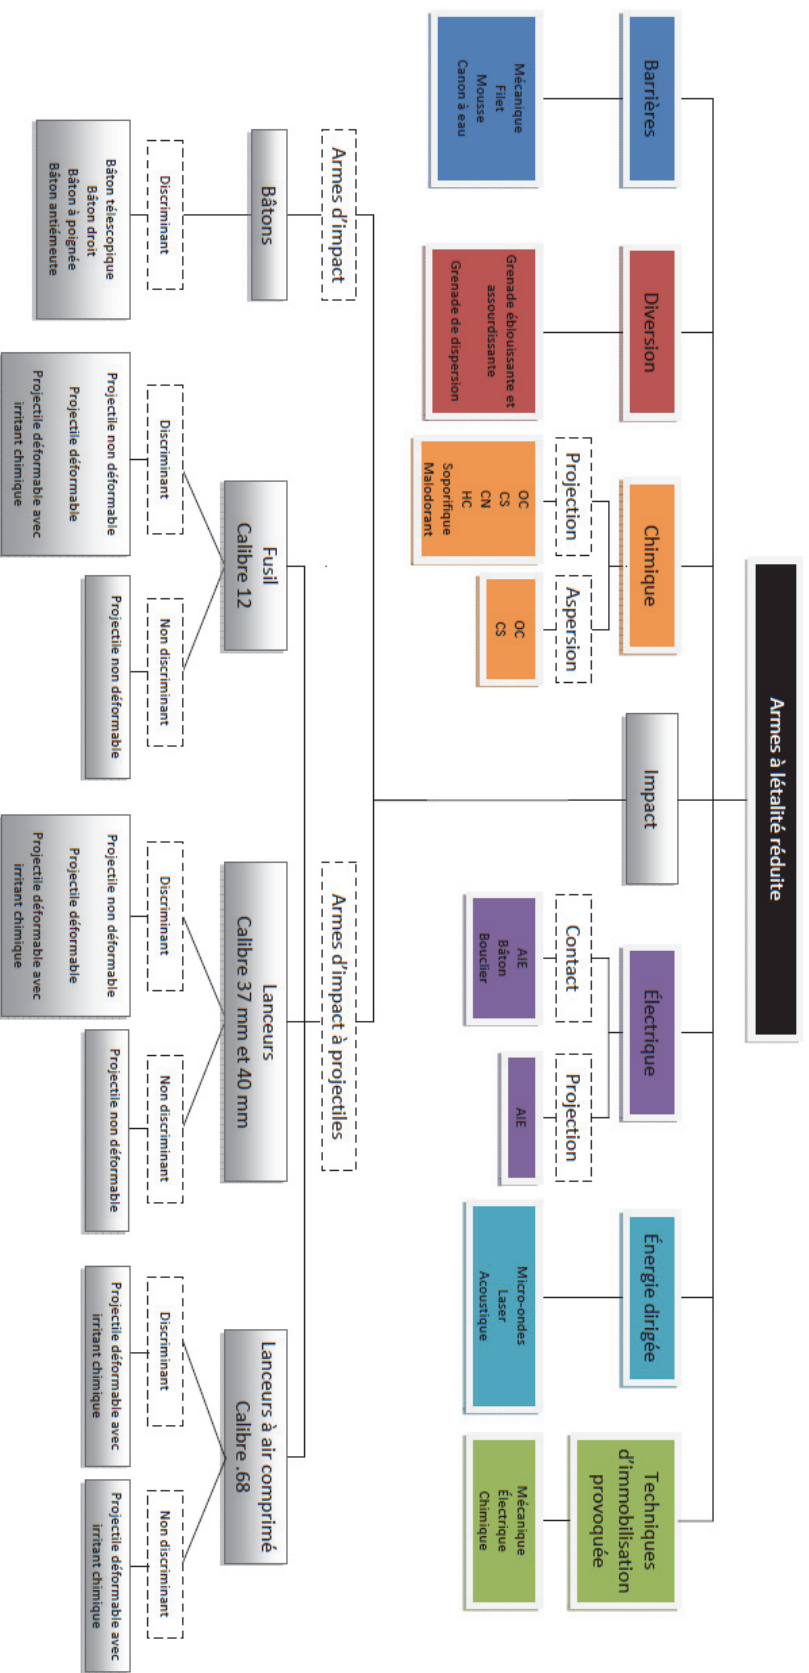 Armes à létalité réduite
Barrières
Mécanique
Filet
Mousse
Canon à eau
Diversion
Grenade éblouissante et
assourdissante
Grenade de dispersion
Chimique
Projection
OC
CS
CN
HC
Soporifique
Malodorant
Aspersion
OC
CS
Impact
Électrique
Contact
AIE
Bâton
Bouclier
Projection
AIE
Énergie dirigée
Micro-ondes
Laser
Acoustique
Techniques
d'immobilisation
provoquée
Mécanique
Électrique
Chimique
Armes d'impact
Bâtons
Discriminant
Bâton télescopique
Bâton droit
Bâton à poignée
Bâton antiémeute
Armes d'impact à projectiles
Fusil
Calibre 12
Discriminant
Projectile non déformable
Projectile déformable
Projectile déformable avec
irritant chimique
Non discriminant
Projectile non déformable
Lanceurs
Calibre 37 mm et 40 mm
Discriminant
Projectile non déformable
Projectile déformable
Projectile déformable avec
irritant chimique
Non discriminant
Projectile non déformable
Lanceurs à air comprimé
Calibre .68
Discriminant
Projectile déformable avec
irritant chimique
Non discriminant
Projectile déformable avec
irritant chimique